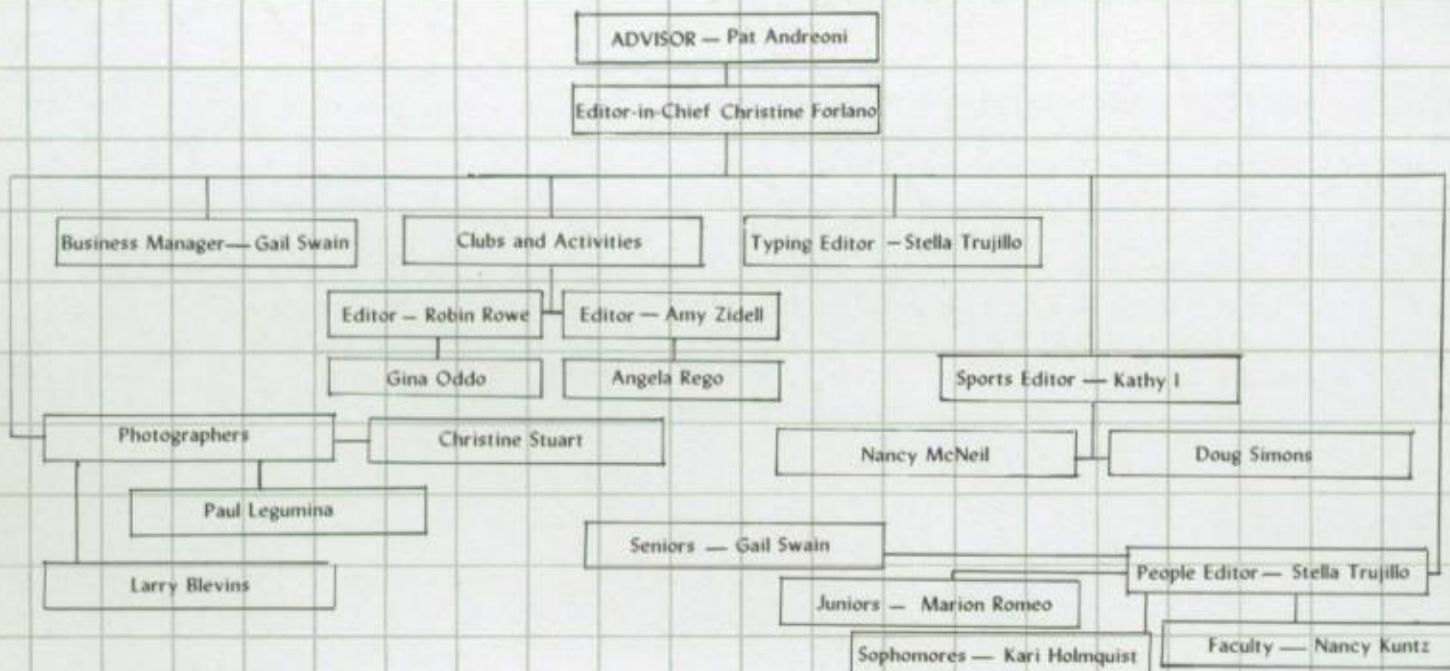 ADVISOR — Pat Andreoni
Editor-in-Chief Christine Forlano
Business Manager — Gail Swain
Clubs and Activities
Typing Editor — Stella Trujillo
Editor — Robin Rowe
Editor — Amy Zidell
Gina Oddo
Angela Rego
Sports Editor — Kathy I
Photographers
Christine Stuart
Nancy McNeil
Doug Simons
Paul Legumina
Seniors — Gail Swain
People Editor — Stella Trujillo
Larry Blevins
Juniors — Marion Romeo
Sophomores — Kari Holmquist
Faculty — Nancy Kuntz